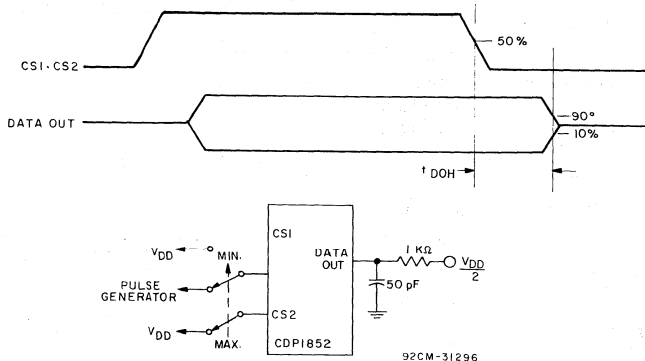 50%
CS1·CS2
DATA OUT
90°
10%
t DOH
CS1
VDD
MIN.
DATA
OUT
1 KΩ
VDD
2
PULSE
GENERATOR
50 pF
CS2
VDD
MAX.
CDP1852
92CM-31296